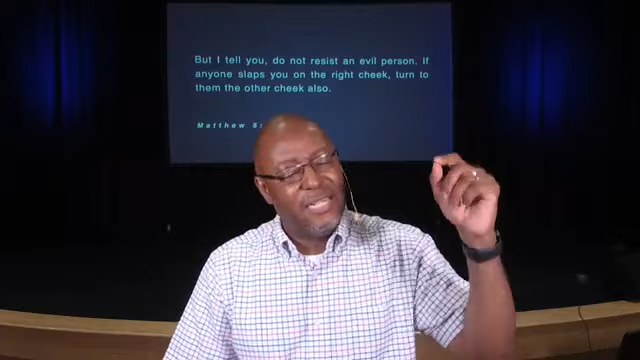 But I tell you, do not resist an evil person. If
anyone slaps you on the right cheek, turn to
them the other cheek also.
Matthew 5: